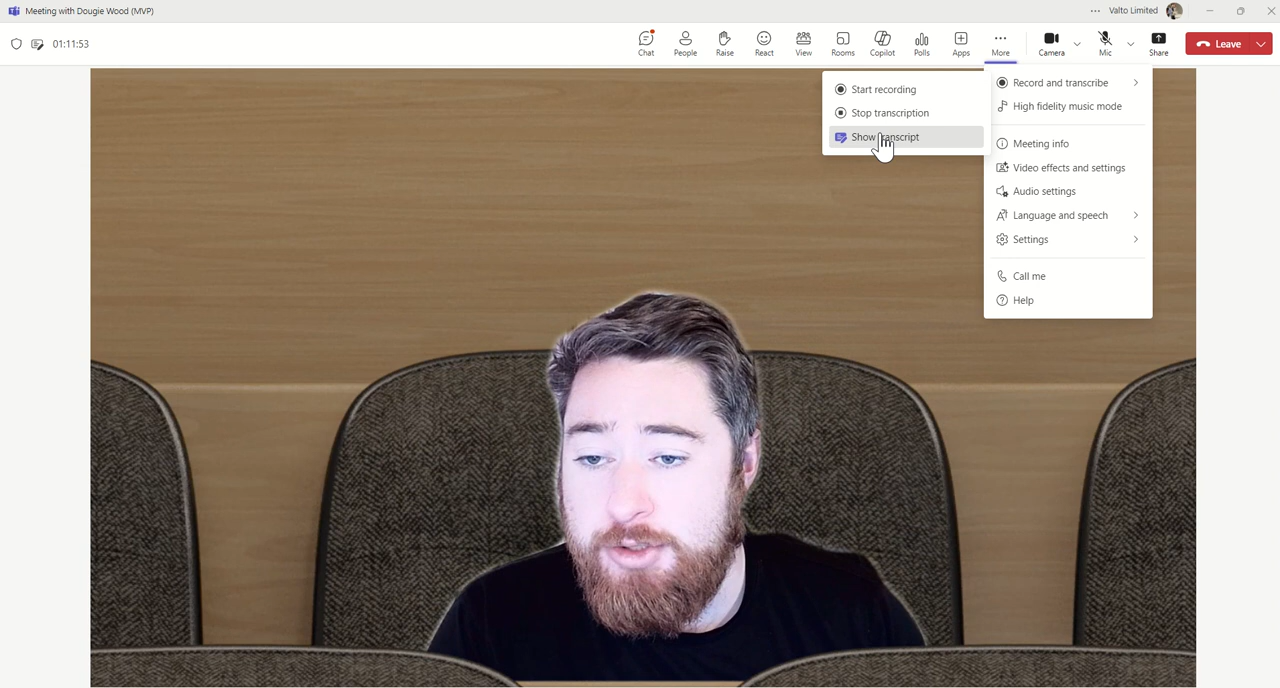 Meeting with Dougie Wood (MVP)
Valto Limited
01:11:53
Chat
People
Raise
React
View
Rooms
Copilot
Polls
Apps
More
Camera
Mic
Share
Leave
Start recording
Stop transcription
Show transcript
Record and transcribe
High fidelity music mode
Meeting info
Video effects and settings
Audio settings
Language and speech
Settings
Call me
Help